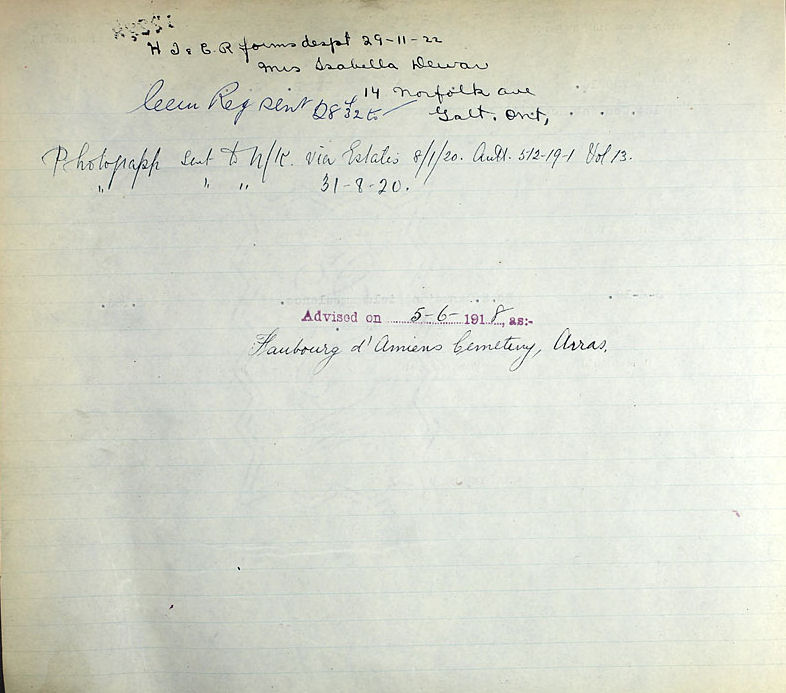 H I & C.R forms despt 29-11-22
Mrs Isabella Dewar
14 Norfolk ave
Cem Reg sent
Galt. Ont,
Photograph sent to N/K. via Estates 8/1/20. Auth. 5-12-19-1 Vol 13.
" " " 31-8-20.
Advised on 5-6-1918, as:-
Faubourg d'Amiens Cemetery, Arras.